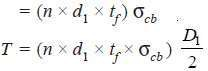 = (n × d₁ × t_f) σ_cb
T = (n × d₁ × t_f × σ_cb) D₁/2